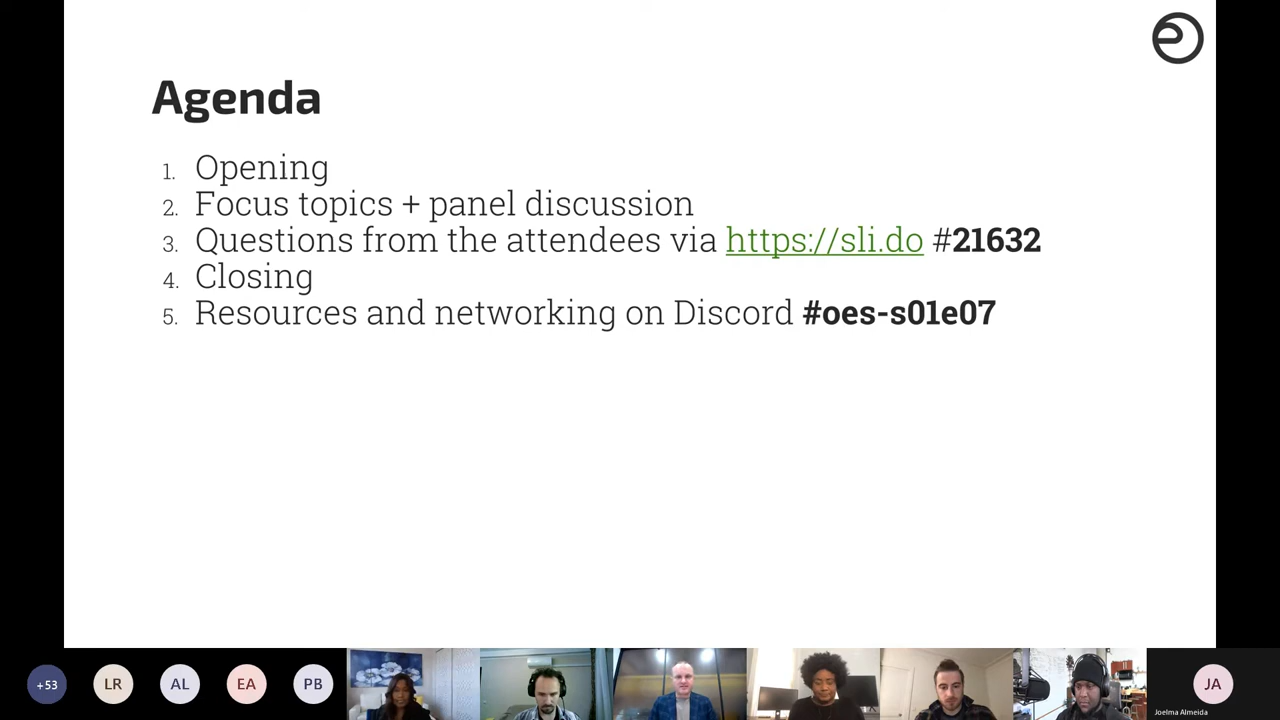 Agenda
1. Opening
2. Focus topics + panel discussion
3. Questions from the attendees via https://sli.do #21632
4. Closing
5. Resources and networking on Discord #oes-s01e07
+53
LR
AL
EA
PB
JA
Joelma Almeida